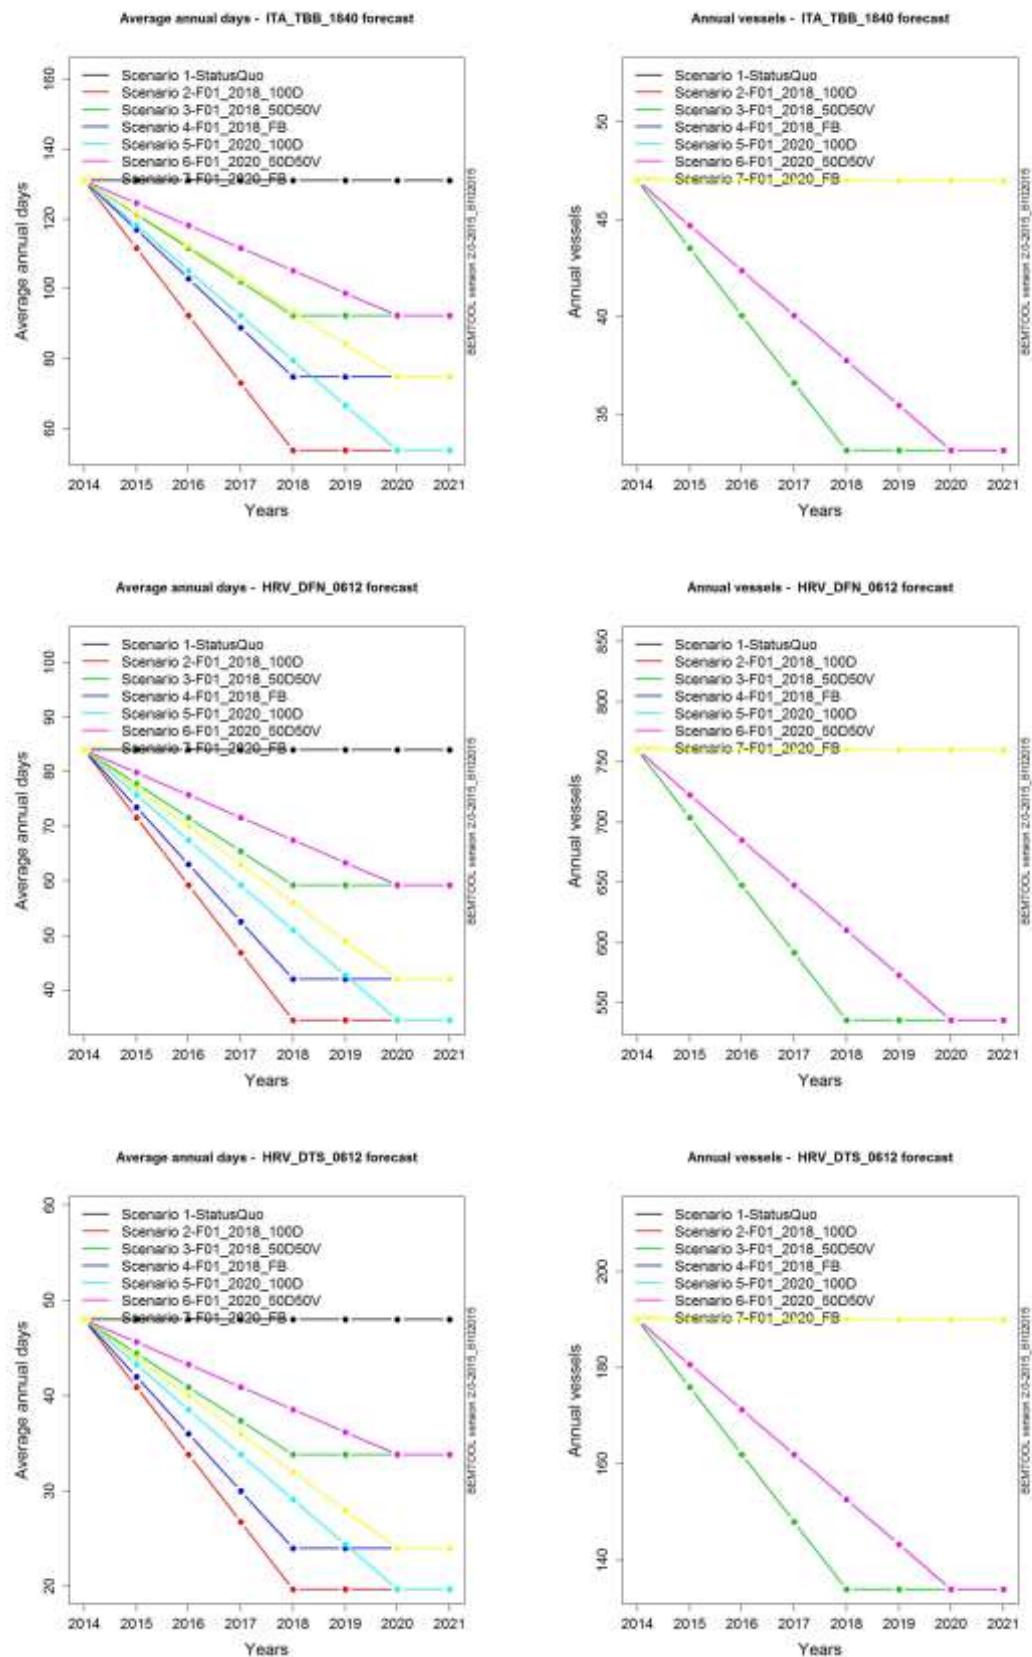 Average annual days - ITA_TBB_1840 forecast
Scenario 1-StatusQuo
Scenario 2-F01_2018_100D
Scenario 3-F01_2018_50D50V
Scenario 4-F01_2018_FB
Scenario 5-F01_2020_100D
Scenario 6-F01_2020_50D50V
Scenario 7-F01_2020_FB
Average annual days
160
140
120
100
80
60
2014 2015 2016 2017 2018 2019 2020 2021
Years
Annual vessels - ITA_TBB_1840 forecast
Scenario 1-StatusQuo
Scenario 2-F01_2018_100D
Scenario 3-F01_2018_50D50V
Scenario 4-F01_2018_FB
Scenario 5-F01_2020_100D
Scenario 6-F01_2020_50D50V
Scenario 7-F01_2020_FB
Annual vessels
50
45
40
35
2014 2015 2016 2017 2018 2019 2020 2021
Years
Average annual days - HRV_DFN_0612 forecast
Scenario 1-StatusQuo
Scenario 2-F01_2018_100D
Scenario 3-F01_2018_50D50V
Scenario 4-F01_2018_FB
Scenario 5-F01_2020_100D
Scenario 6-F01_2020_50D50V
Scenario 7-F01_2020_FB
Average annual days
100
90
80
70
60
50
40
2014 2015 2016 2017 2018 2019 2020 2021
Years
Annual vessels - HRV_DFN_0612 forecast
Scenario 1-StatusQuo
Scenario 2-F01_2018_100D
Scenario 3-F01_2018_50D50V
Scenario 4-F01_2018_FB
Scenario 5-F01_2020_100D
Scenario 6-F01_2020_50D50V
Scenario 7-F01_2020_FB
Annual vessels
850
800
750
700
650
600
550
2014 2015 2016 2017 2018 2019 2020 2021
Years
Average annual days - HRV_DTS_0612 forecast
Scenario 1-StatusQuo
Scenario 2-F01_2018_100D
Scenario 3-F01_2018_50D50V
Scenario 4-F01_2018_FB
Scenario 5-F01_2020_100D
Scenario 6-F01_2020_50D50V
Scenario 7-F01_2020_FB
Average annual days
60
50
40
30
20
2014 2015 2016 2017 2018 2019 2020 2021
Years
Annual vessels - HRV_DTS_0612 forecast
Scenario 1-StatusQuo
Scenario 2-F01_2018_100D
Scenario 3-F01_2018_50D50V
Scenario 4-F01_2018_FB
Scenario 5-F01_2020_100D
Scenario 6-F01_2020_50D50V
Scenario 7-F01_2020_FB
Annual vessels
200
180
160
140
2014 2015 2016 2017 2018 2019 2020 2021
Years